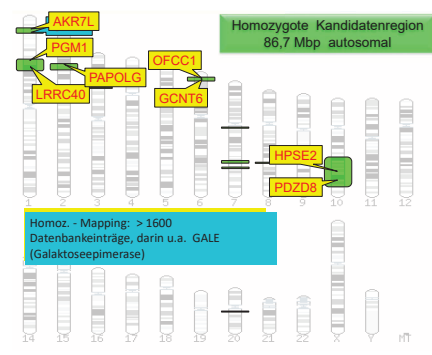 AKR7L
Homozygote Kandidatenregion
86,7 Mbp autosomal
PGM1
OFCC1
PAPOLG
LRRC40
GCNT6
HPSE2
PDZD8
1 2 3 4 5 6 7 8 9 10 11 12
Homoz. - Mapping: > 1600
Datenbankeinträge, darin u.a. GALE
(Galaktoseepimerase)
14 15 16 17 18 19 20 21 22 X Y MT